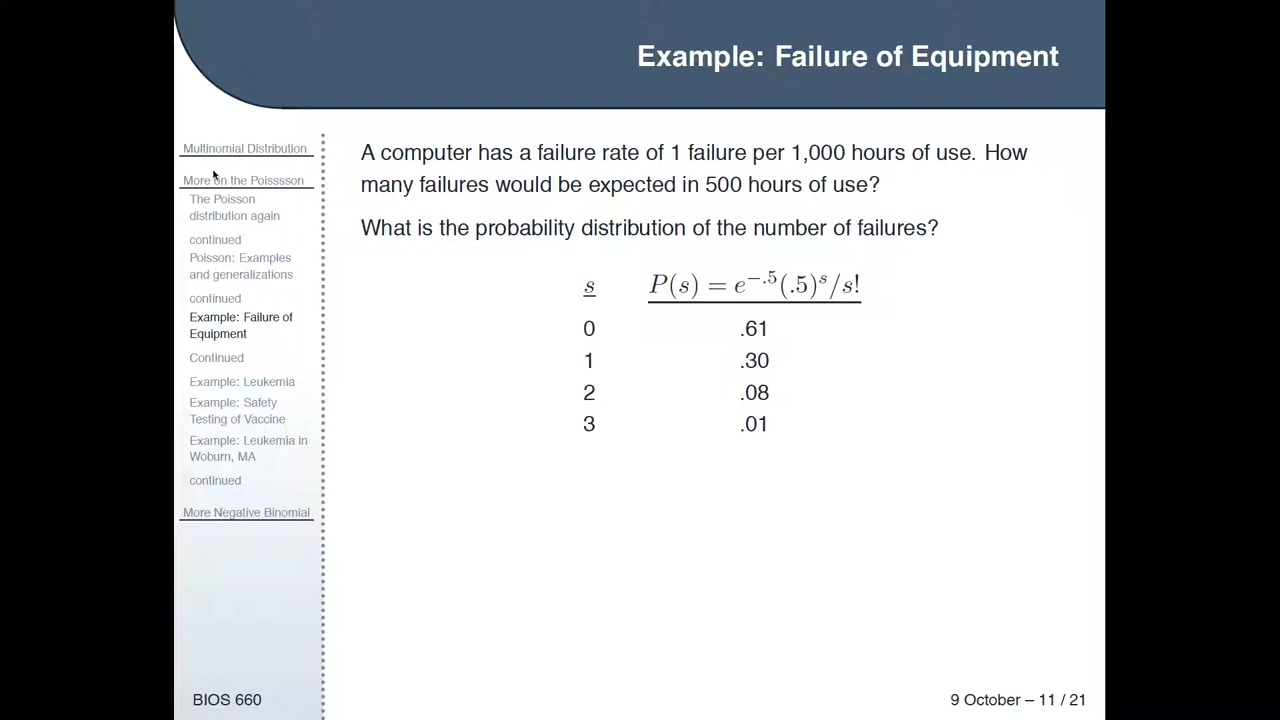 Example: Failure of Equipment
Multinomial Distribution
More on the Poisssson
The Poisson
distribution again
continued
Poisson: Examples
and generalizations
continued
Example: Failure of
Equipment
Continued
Example: Leukemia
Example: Safety
Testing of Vaccine
Example: Leukemia in
Woburn, MA
continued
More Negative Binomial
A computer has a failure rate of 1 failure per 1,000 hours of use. How
many failures would be expected in 500 hours of use?
What is the probability distribution of the number of failures?
s P(s) = e^{−.5}(.5)^s/s!
0 .61
1 .30
2 .08
3 .01
BIOS 660
9 October – 11 / 21